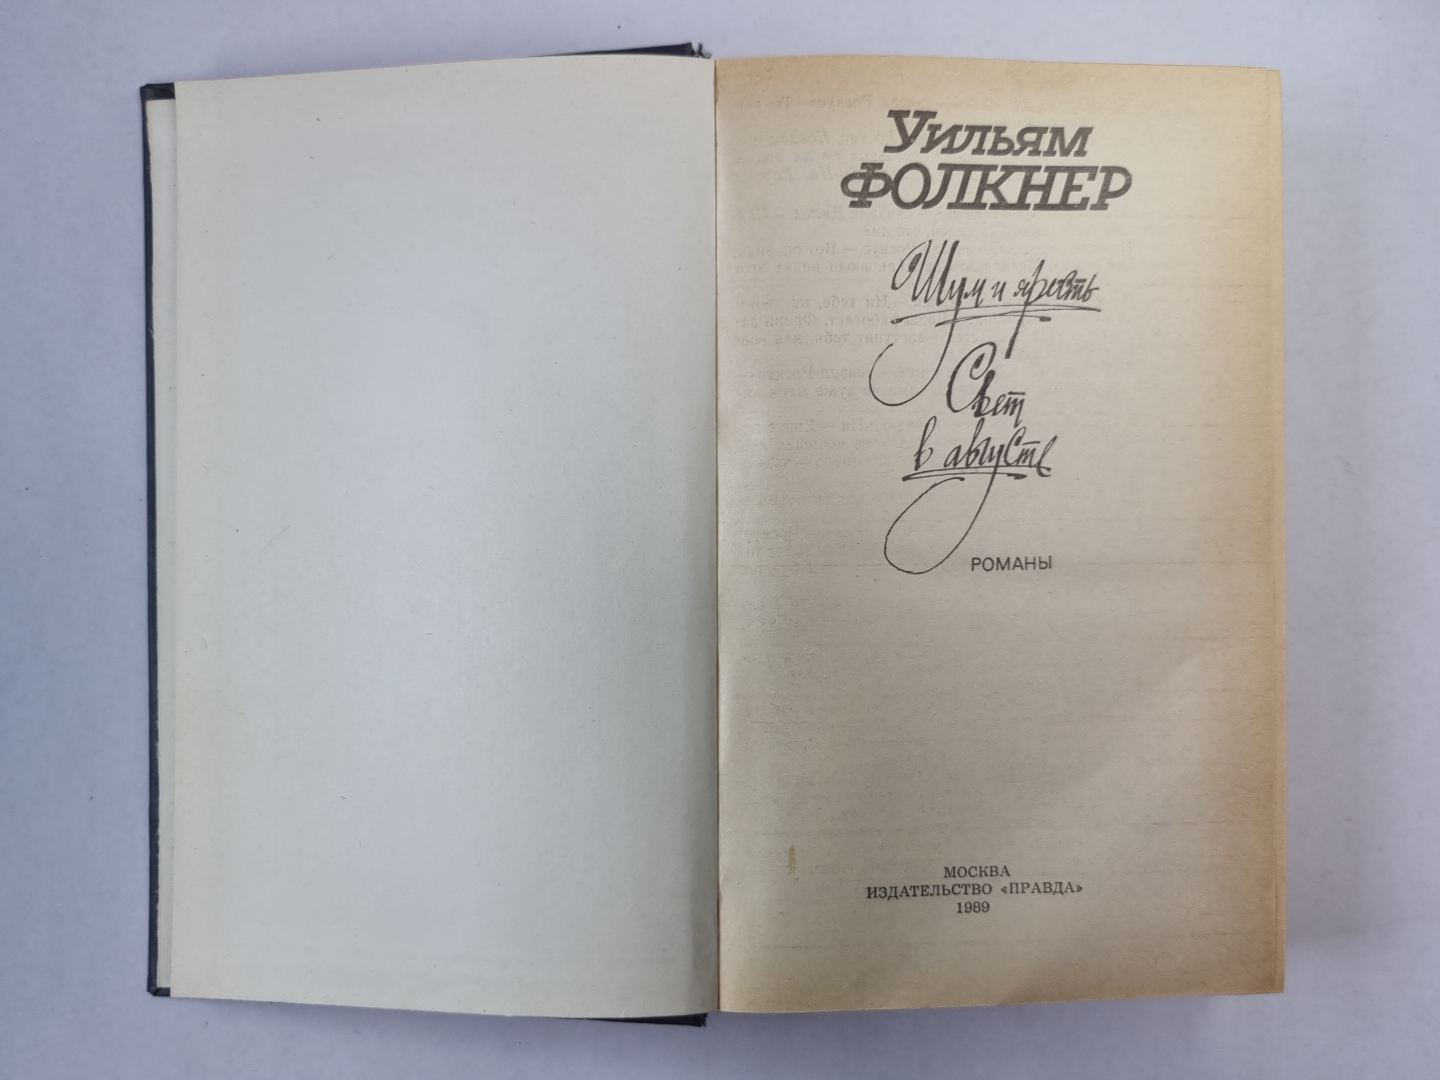 Уильям
ФОЛКНЕР
Шум и ярость
Свет
в августе
РОМАНЫ
МОСКВА
ИЗДАТЕЛЬСТВО «ПРАВДА»
1989